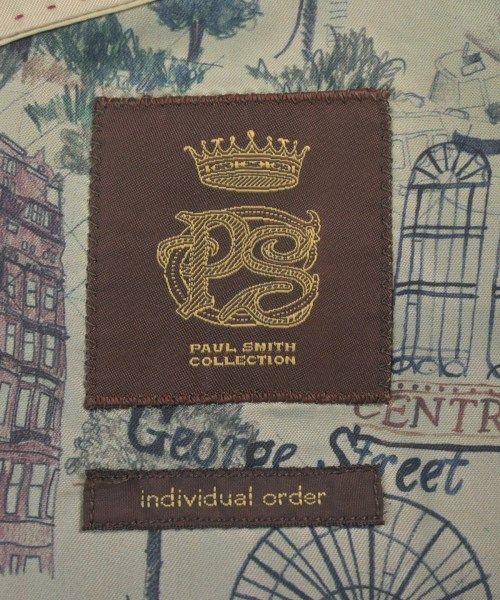 PS
PAUL SMITH
COLLECTION
CENTR
George Street
individual order